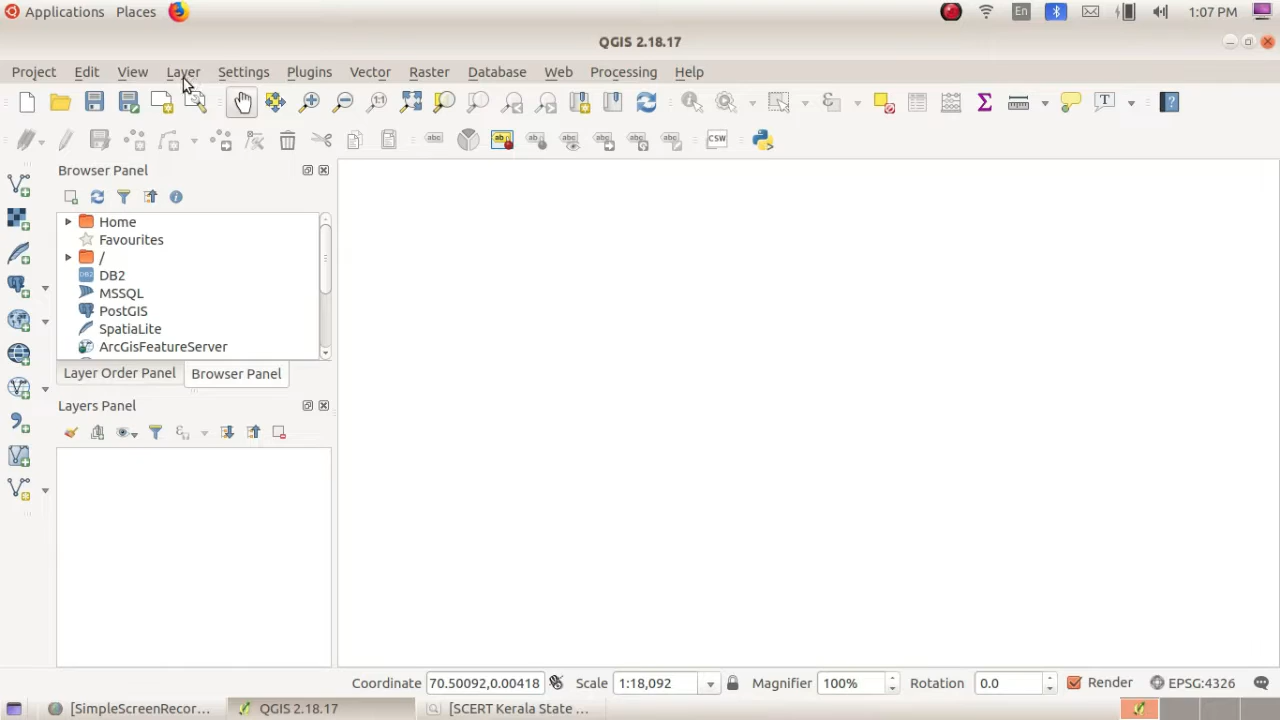 Applications Places En 1:07 PM
QGIS 2.18.17
Project Edit View Layer Settings Plugins Vector Raster Database Web Processing Help
abc CSW
Browser Panel
Home
Favourites
/
DB2
MSSQL
PostGIS
SpatiaLite
ArcGisFeatureServer
Layer Order Panel Browser Panel
Layers Panel
Coordinate 70.50092,0.00418 Scale 1:18,092 Magnifier 100% Rotation 0.0 Render EPSG:4326
[SimpleScreenRecor... QGIS 2.18.17 [SCERT Kerala State ...